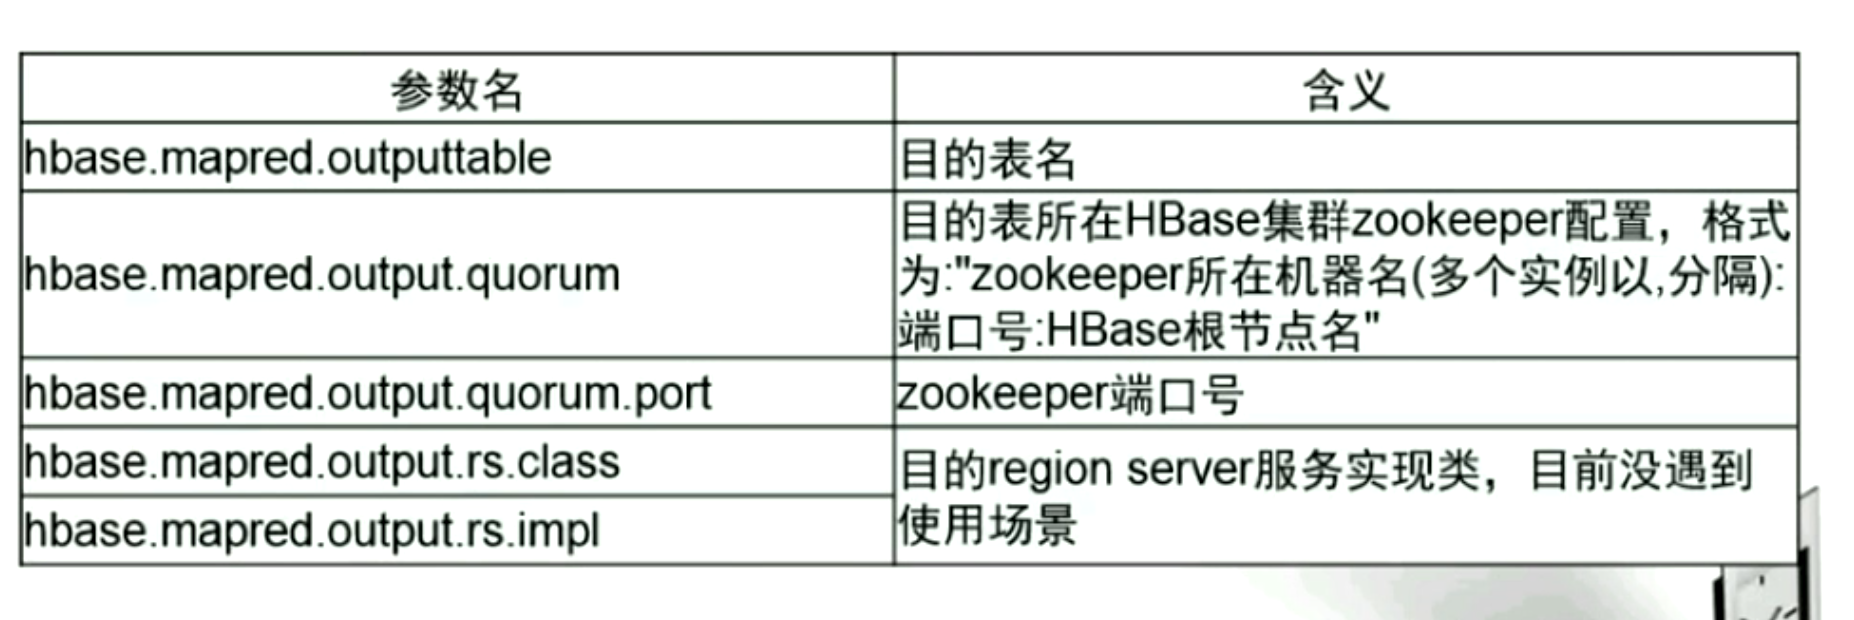 参数名
含义
hbase.mapred.outputtable
目的表名
hbase.mapred.output.quorum
目的表所在HBase集群zookeeper配置，格式
为:"zookeeper所在机器名(多个实例以,分隔):
端口号:HBase根节点名"
hbase.mapred.output.quorum.port
zookeeper端口号
hbase.mapred.output.rs.class
目的region server服务实现类，目前没遇到
使用场景
hbase.mapred.output.rs.impl